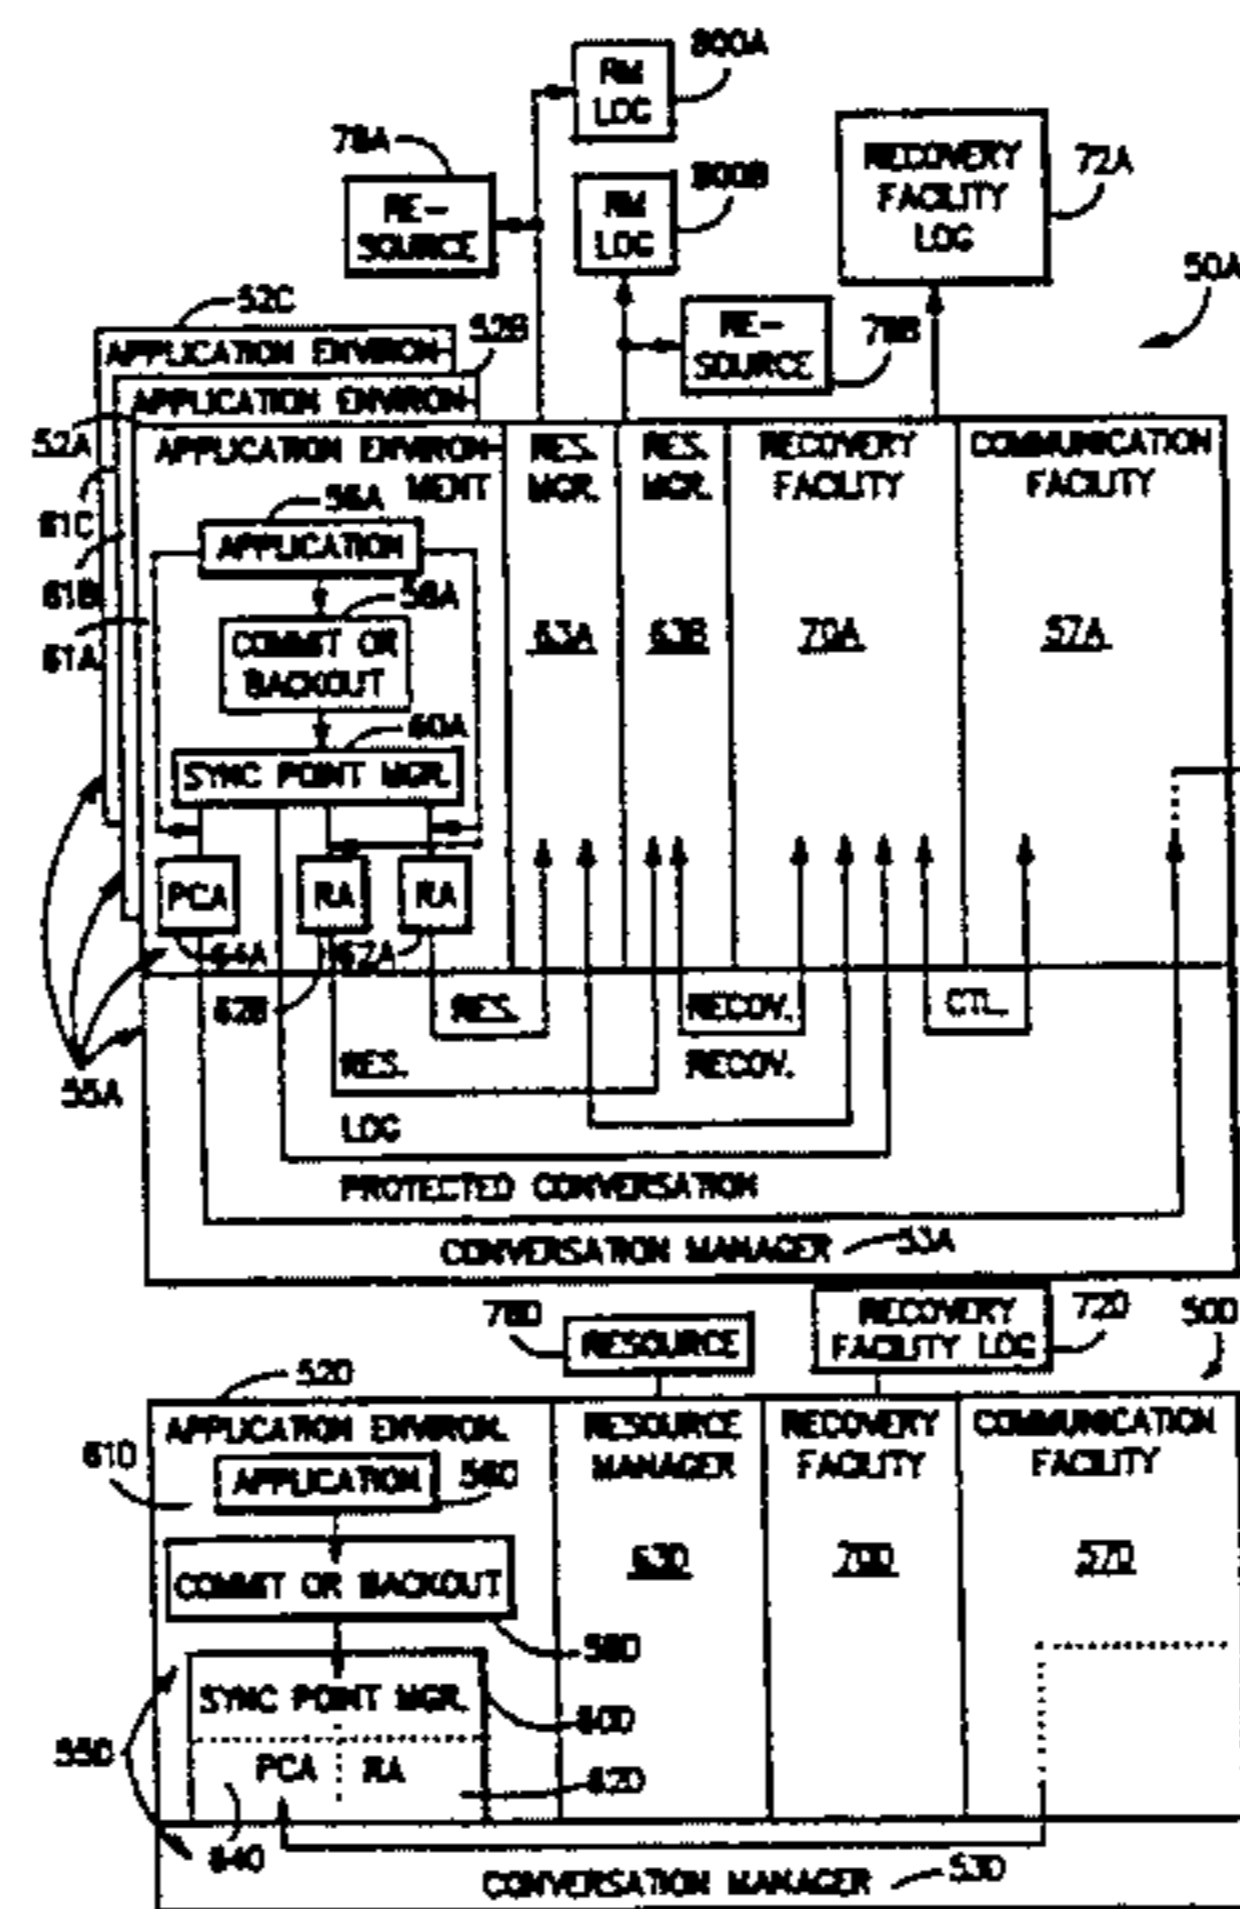 RM
LOG
800A
78A
RE-
SOURCE
RM
LOG
800B
RECOVERY
FACILITY
LOG
72A
50A
RE-
SOURCE
78B
52C
APPLICATION ENVIRON-
52B
APPLICATION ENVIRON-
52A
APPLICATION ENVIRON-
MENT
RES.
MGR.
RES.
MGR.
RECOVERY
FACILITY
COMMUNICATION
FACILITY
61C
61B
61A
56A
APPLICATION
58A
COMMIT OR
BACKOUT
60A
SYNC POINT MGR.
63A
63B
70A
57A
PCA
RA
RA
64A
62B
62A
55A
RES.
RECOV.
CTL.
RES.
RECOV.
LOG
PROTECTED CONVERSATION
CONVERSATION MANAGER
53A
78D
RESOURCE
RECOVERY
FACILITY LOG
72D
50D
52D
APPLICATION ENVIRON.
RESOURCE
MANAGER
RECOVERY
FACILITY
COMMUNICATION
FACILITY
61D
APPLICATION
56D
COMMIT OR BACKOUT
58D
63D
70D
57D
SYNC POINT MGR.
60D
55D
PCA
RA
62D
64D
CONVERSATION MANAGER
53D